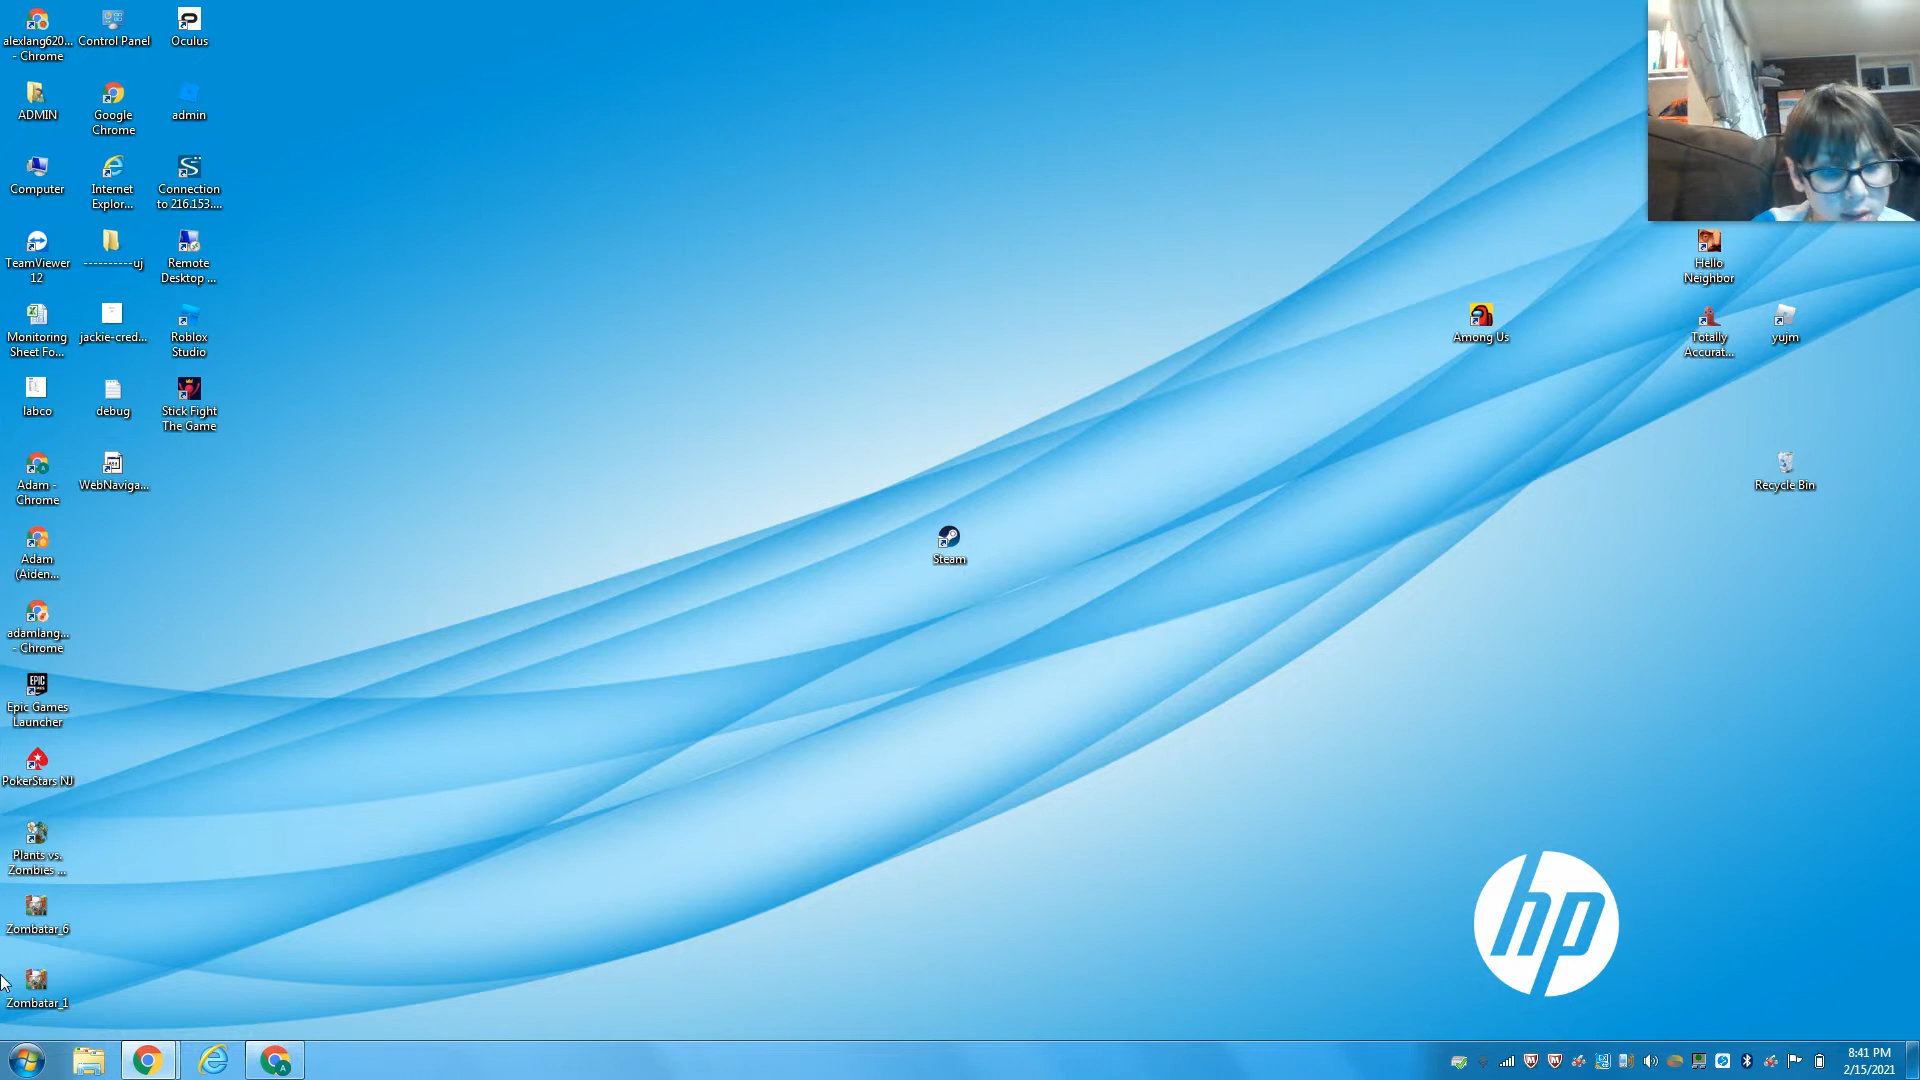 alexlang620...
- Chrome
Control Panel
Oculus
ADMIN
Google
Chrome
admin
Computer
Internet
Explor...
Connection
to 216.153....
TeamViewer
12
----------uj
Remote
Desktop ...
Monitoring
Sheet Fo...
jackie-cred...
Roblox
Studio
labco
debug
Stick Fight
The Game
Adam -
Chrome
WebNaviga...
Adam
(Aiden...
adamlang...
- Chrome
EPIC
Epic Games
Launcher
PokerStars NJ
Plants vs.
Zombies ...
Zombatar_6
Zombatar_1
Steam
Among Us
Hello
Neighbor
Totally
Accurat...
yujm
Recycle Bin
hp
A
8:41 PM
2/15/2021